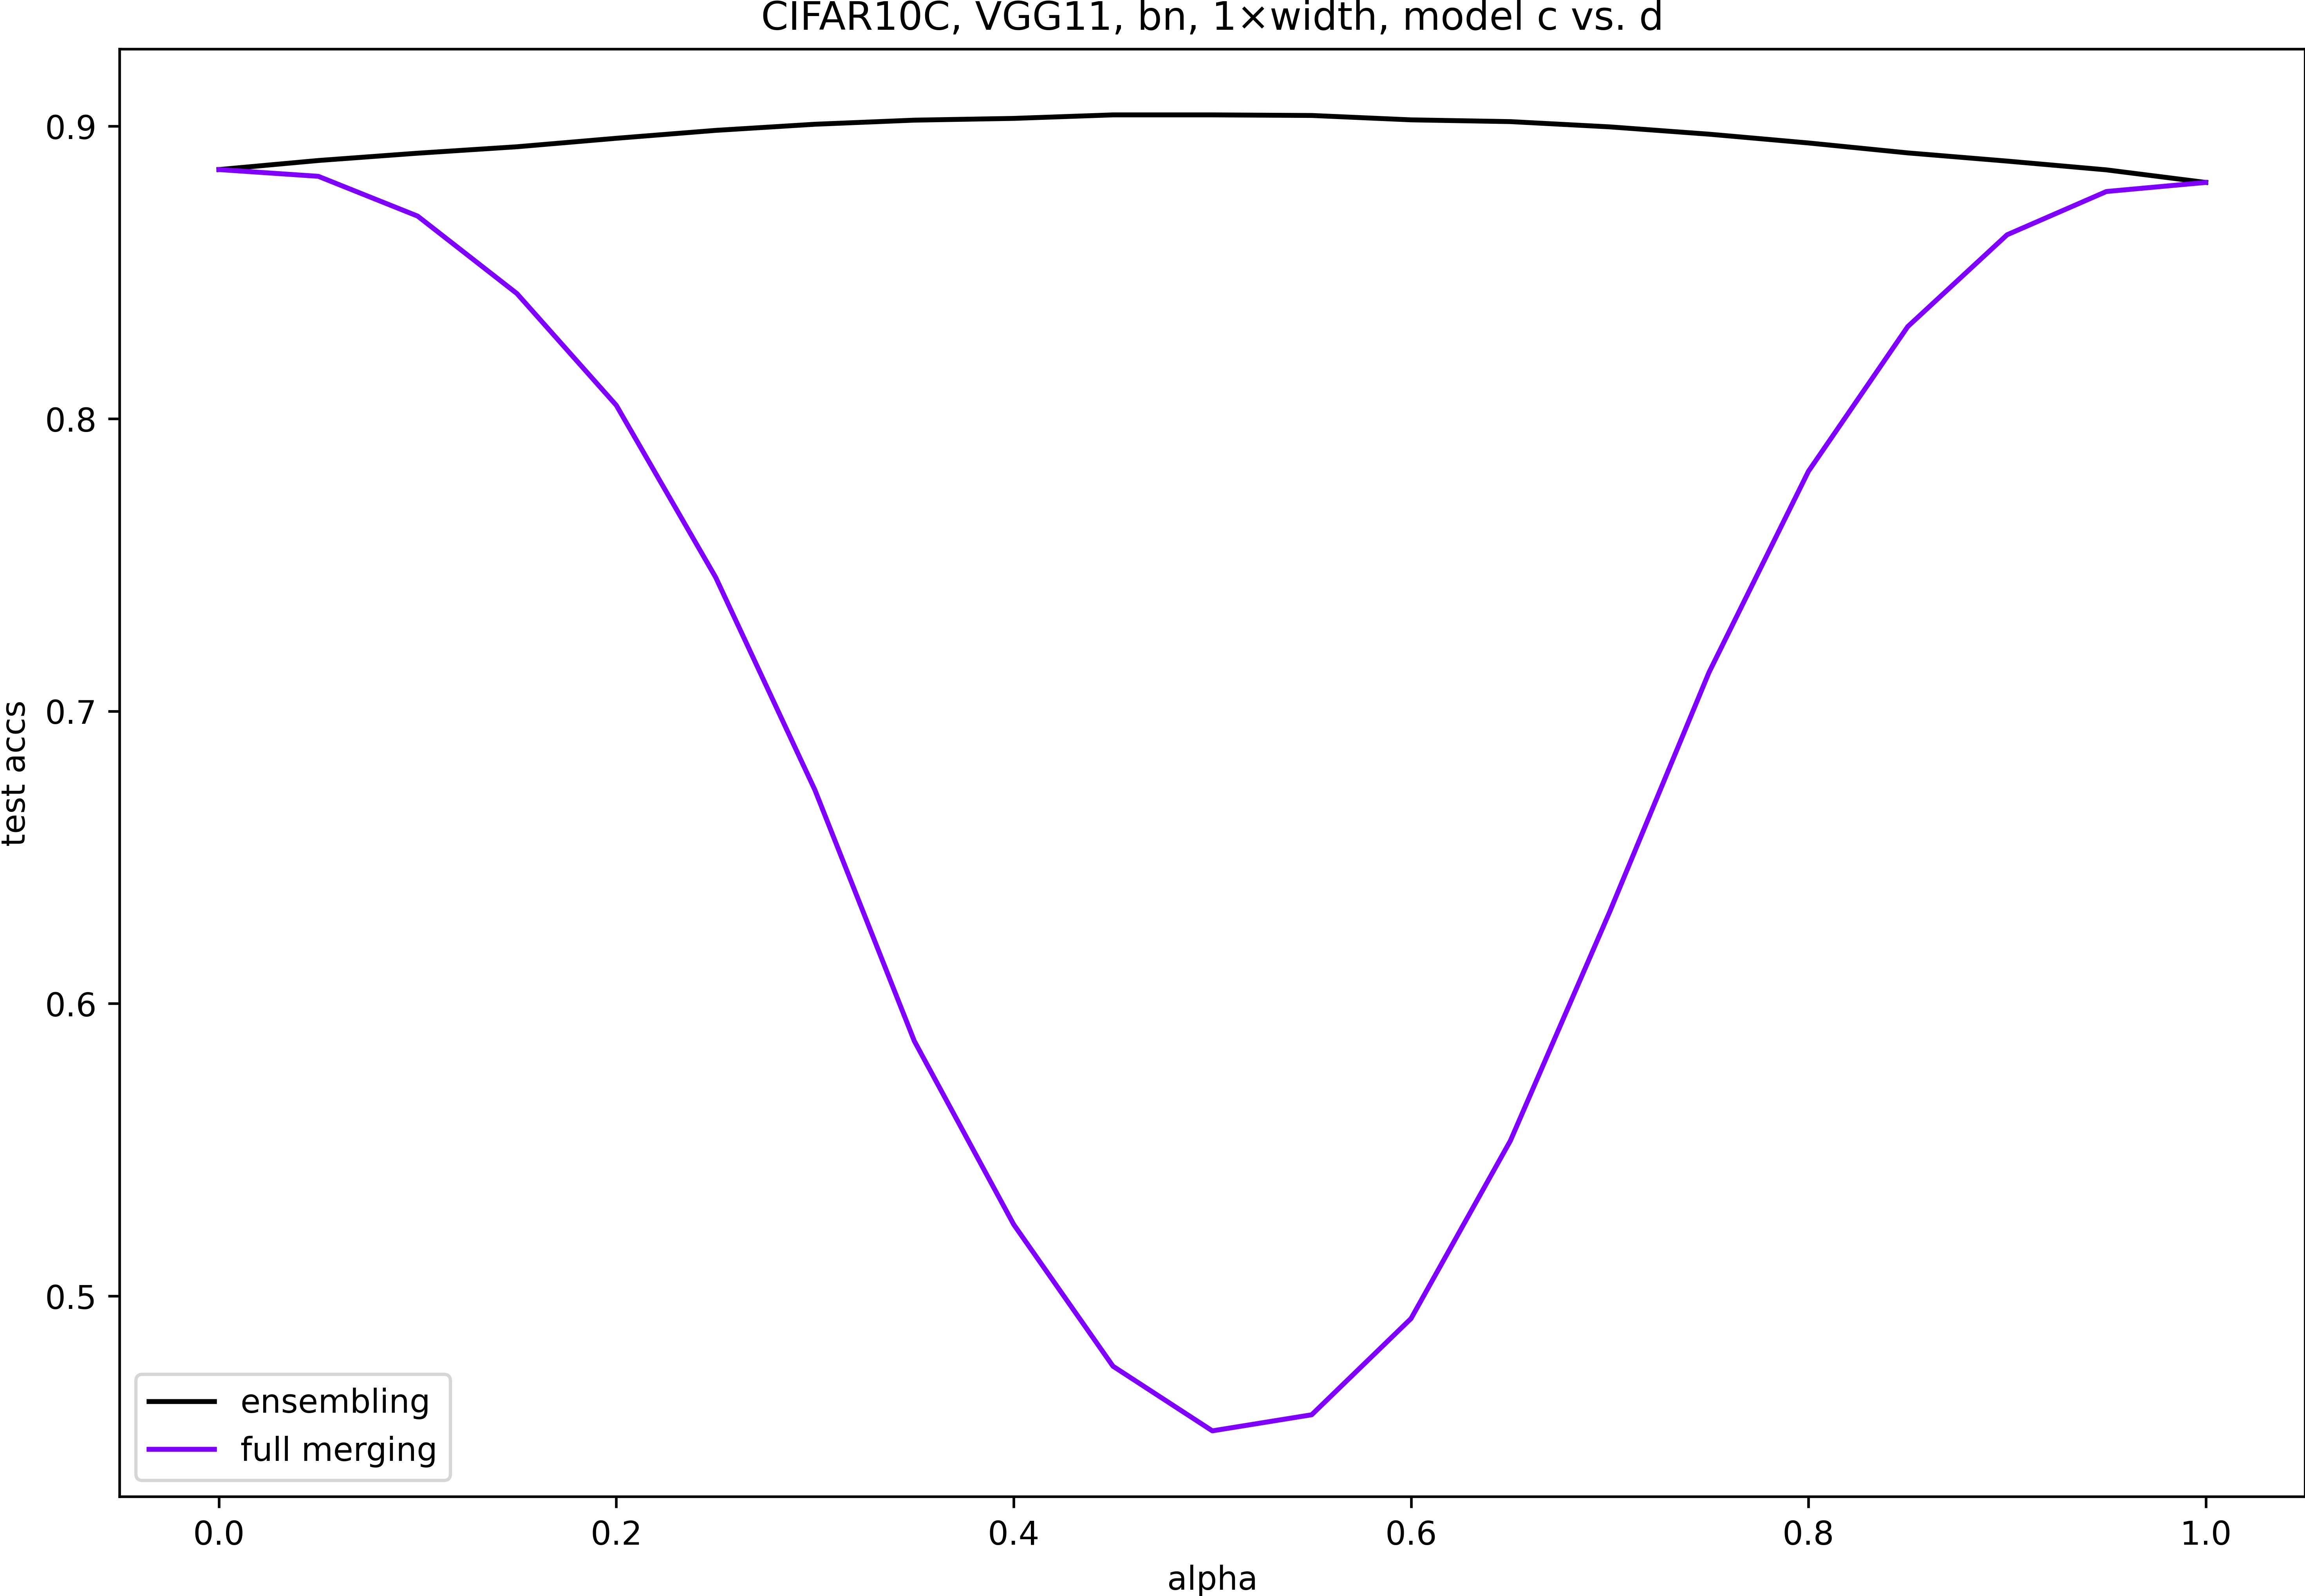 CIFAR10C, VGG11, bn, 1×width, model c vs. d
test accs
0.9
0.8
0.7
0.6
0.5
ensembling
full merging
0.0 0.2 0.4 0.6 0.8 1.0
alpha